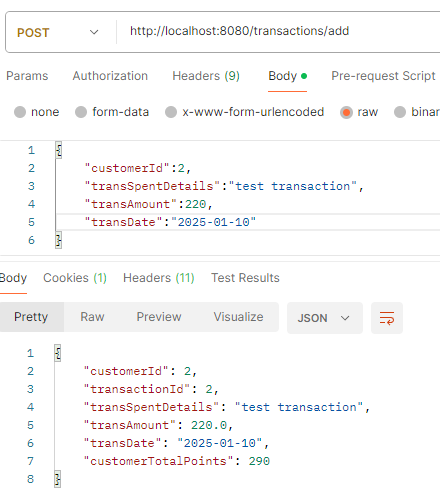 POST http://localhost:8080/transactions/add
Params Authorization Headers (9) Body Pre-request Script
none form-data x-www-form-urlencoded raw binar
1 {
2 "customerId":2,
3 "transSpentDetails":"test transaction",
4 "transAmount":220,
5 "transDate":"2025-01-10"
6 }
Body Cookies (1) Headers (11) Test Results
Pretty Raw Preview Visualize JSON
1 {
2 "customerId": 2,
3 "transactionId": 2,
4 "transSpentDetails": "test transaction",
5 "transAmount": 220.0,
6 "transDate": "2025-01-10",
7 "customerTotalPoints": 290
8 }